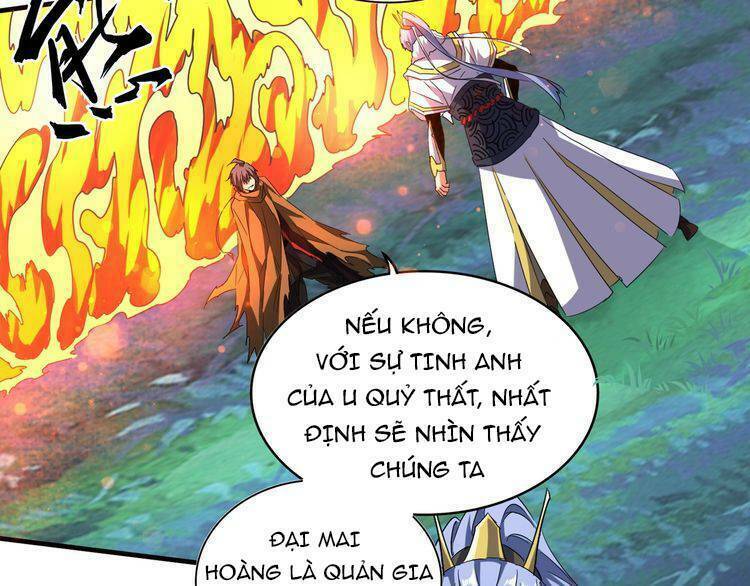 NẾU KHÔNG,
VỚI SỰ TINH ANH
CỦA U QUỶ THẤT, NHẤT
ĐỊNH SẼ NHÌN THẤY
CHÚNG TA
ĐẠI MAI
HOÀNG LÀ QUẢN GIA